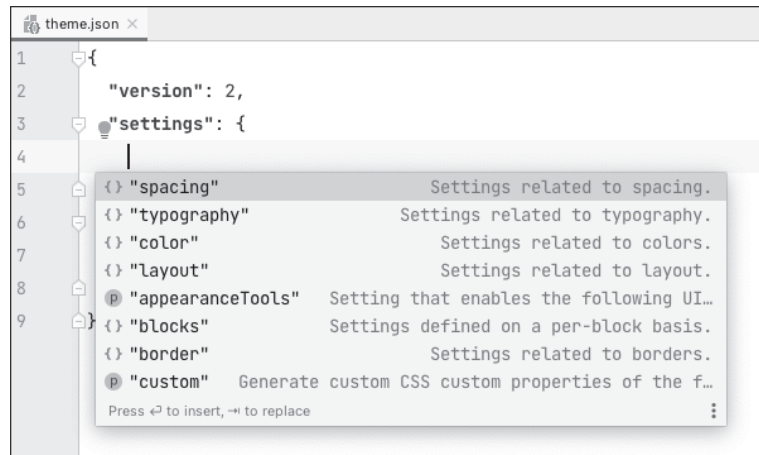 theme.json
1 {
2 "version": 2,
3 "settings": {
4
5 {} "spacing" Settings related to spacing.
6 {} "typography" Settings related to typography.
{} "color" Settings related to colors.
7 {} "layout" Settings related to layout.
8 p "appearanceTools" Setting that enables the following UI…
9 } {} "blocks" Settings defined on a per-block basis.
{} "border" Settings related to borders.
p "custom" Generate custom CSS custom properties of the f…
Press ↵ to insert, ⇥ to replace